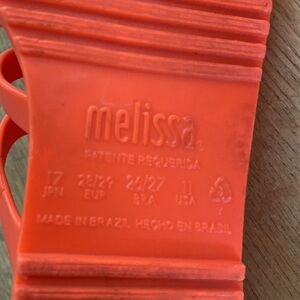 melissa
PATENTE REQUERIDA
17 28/29 26/27 11
JPN EUR BRA USA
MADE IN BRAZIL HECHO EN BRASIL